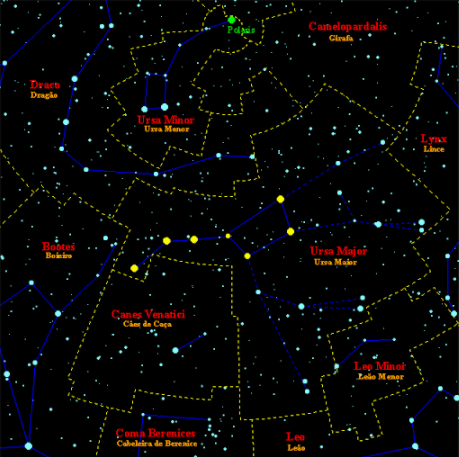 Polaris
Camelopardalis
Girafa
Draco
Dragão
Ursa Minor
Ursa Menor
Lynx
Lince
Bootes
Boieiro
Ursa Major
Ursa Maior
Canes Venatici
Cães de Caça
Leo Minor
Leão Menor
Coma Berenices
Cabeleira de Berenice
Leo
Leão